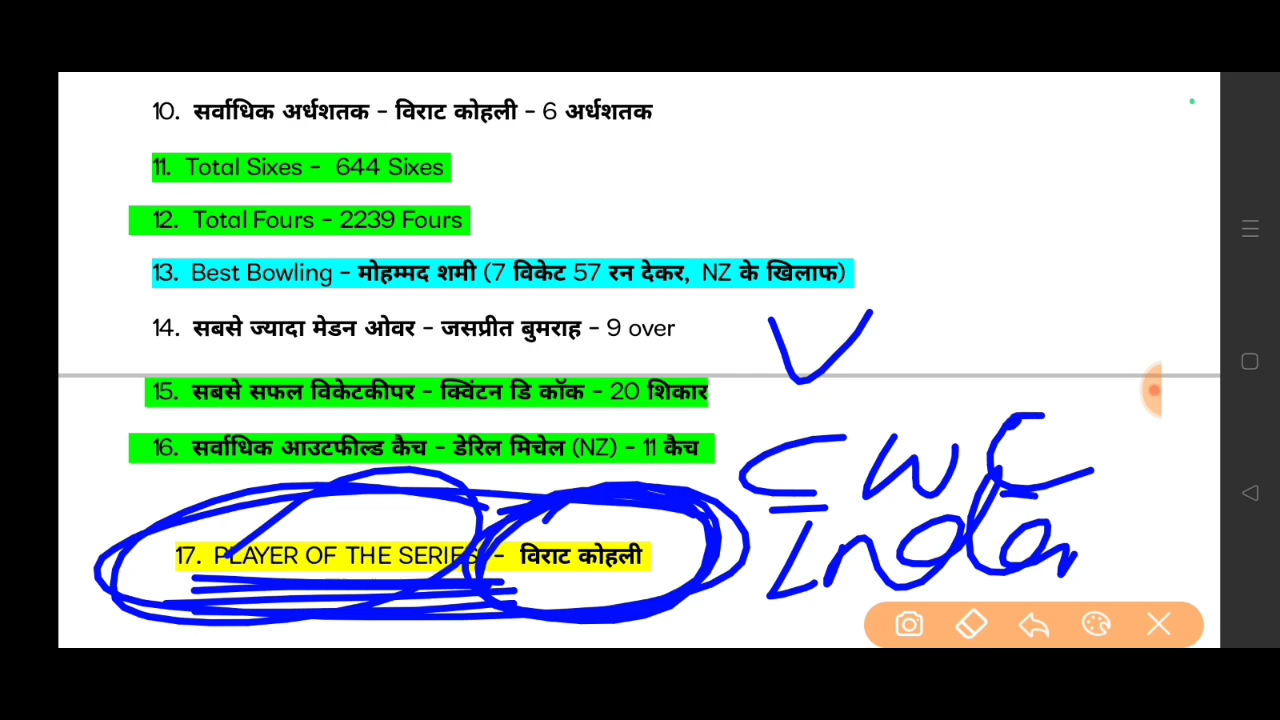 10. सर्वाधिक अर्धशतक - विराट कोहली - 6 अर्धशतक
11. Total Sixes - 644 Sixes
12. Total Fours - 2239 Fours
13. Best Bowling - मोहम्मद शमी (7 विकेट 57 रन देकर, NZ के खिलाफ)
14. सबसे ज्यादा मेडन ओवर - जसप्रीत बुमराह - 9 over
15. सबसे सफल विकेटकीपर - क्विंटन डि कॉक - 20 शिकार
16. सर्वाधिक आउटफील्ड कैच - डेरिल मिचेल (NZ) - 11 कैच
CWC
India
17. PLAYER OF THE SERIES - विराट कोहली